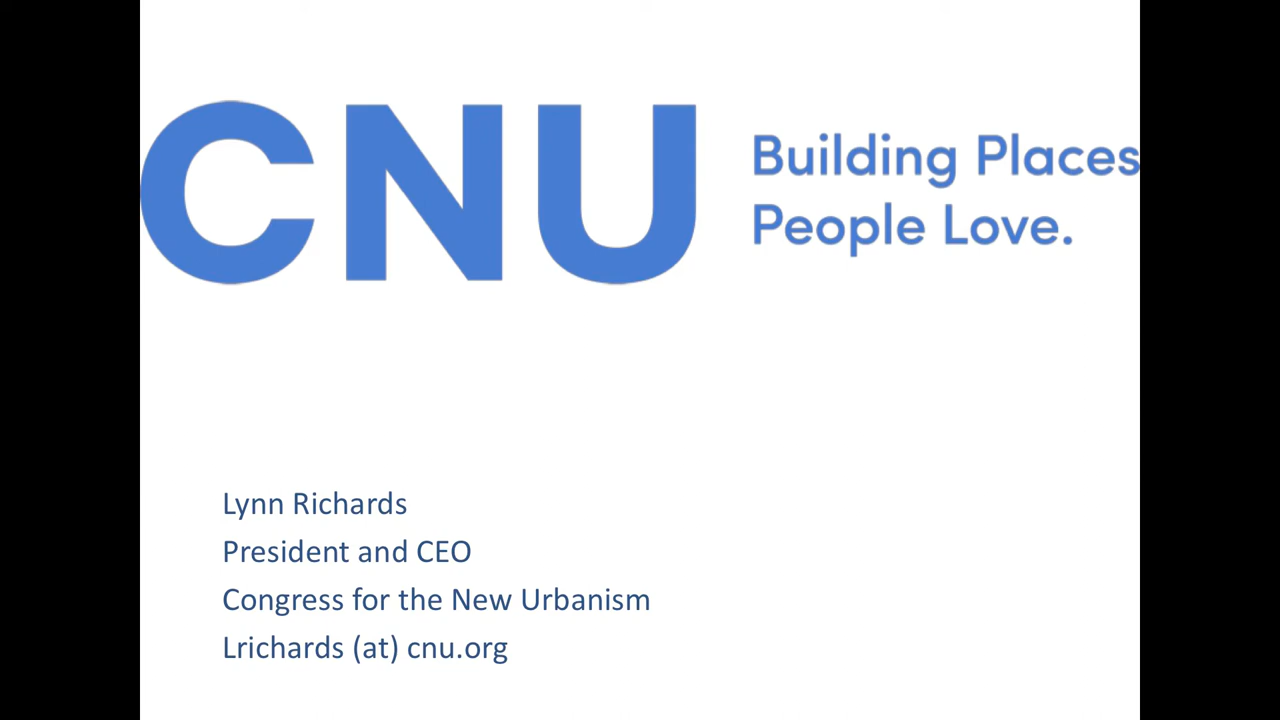 CNU
Building Places
People Love.
Lynn Richards
President and CEO
Congress for the New Urbanism
Lrichards (at) cnu.org